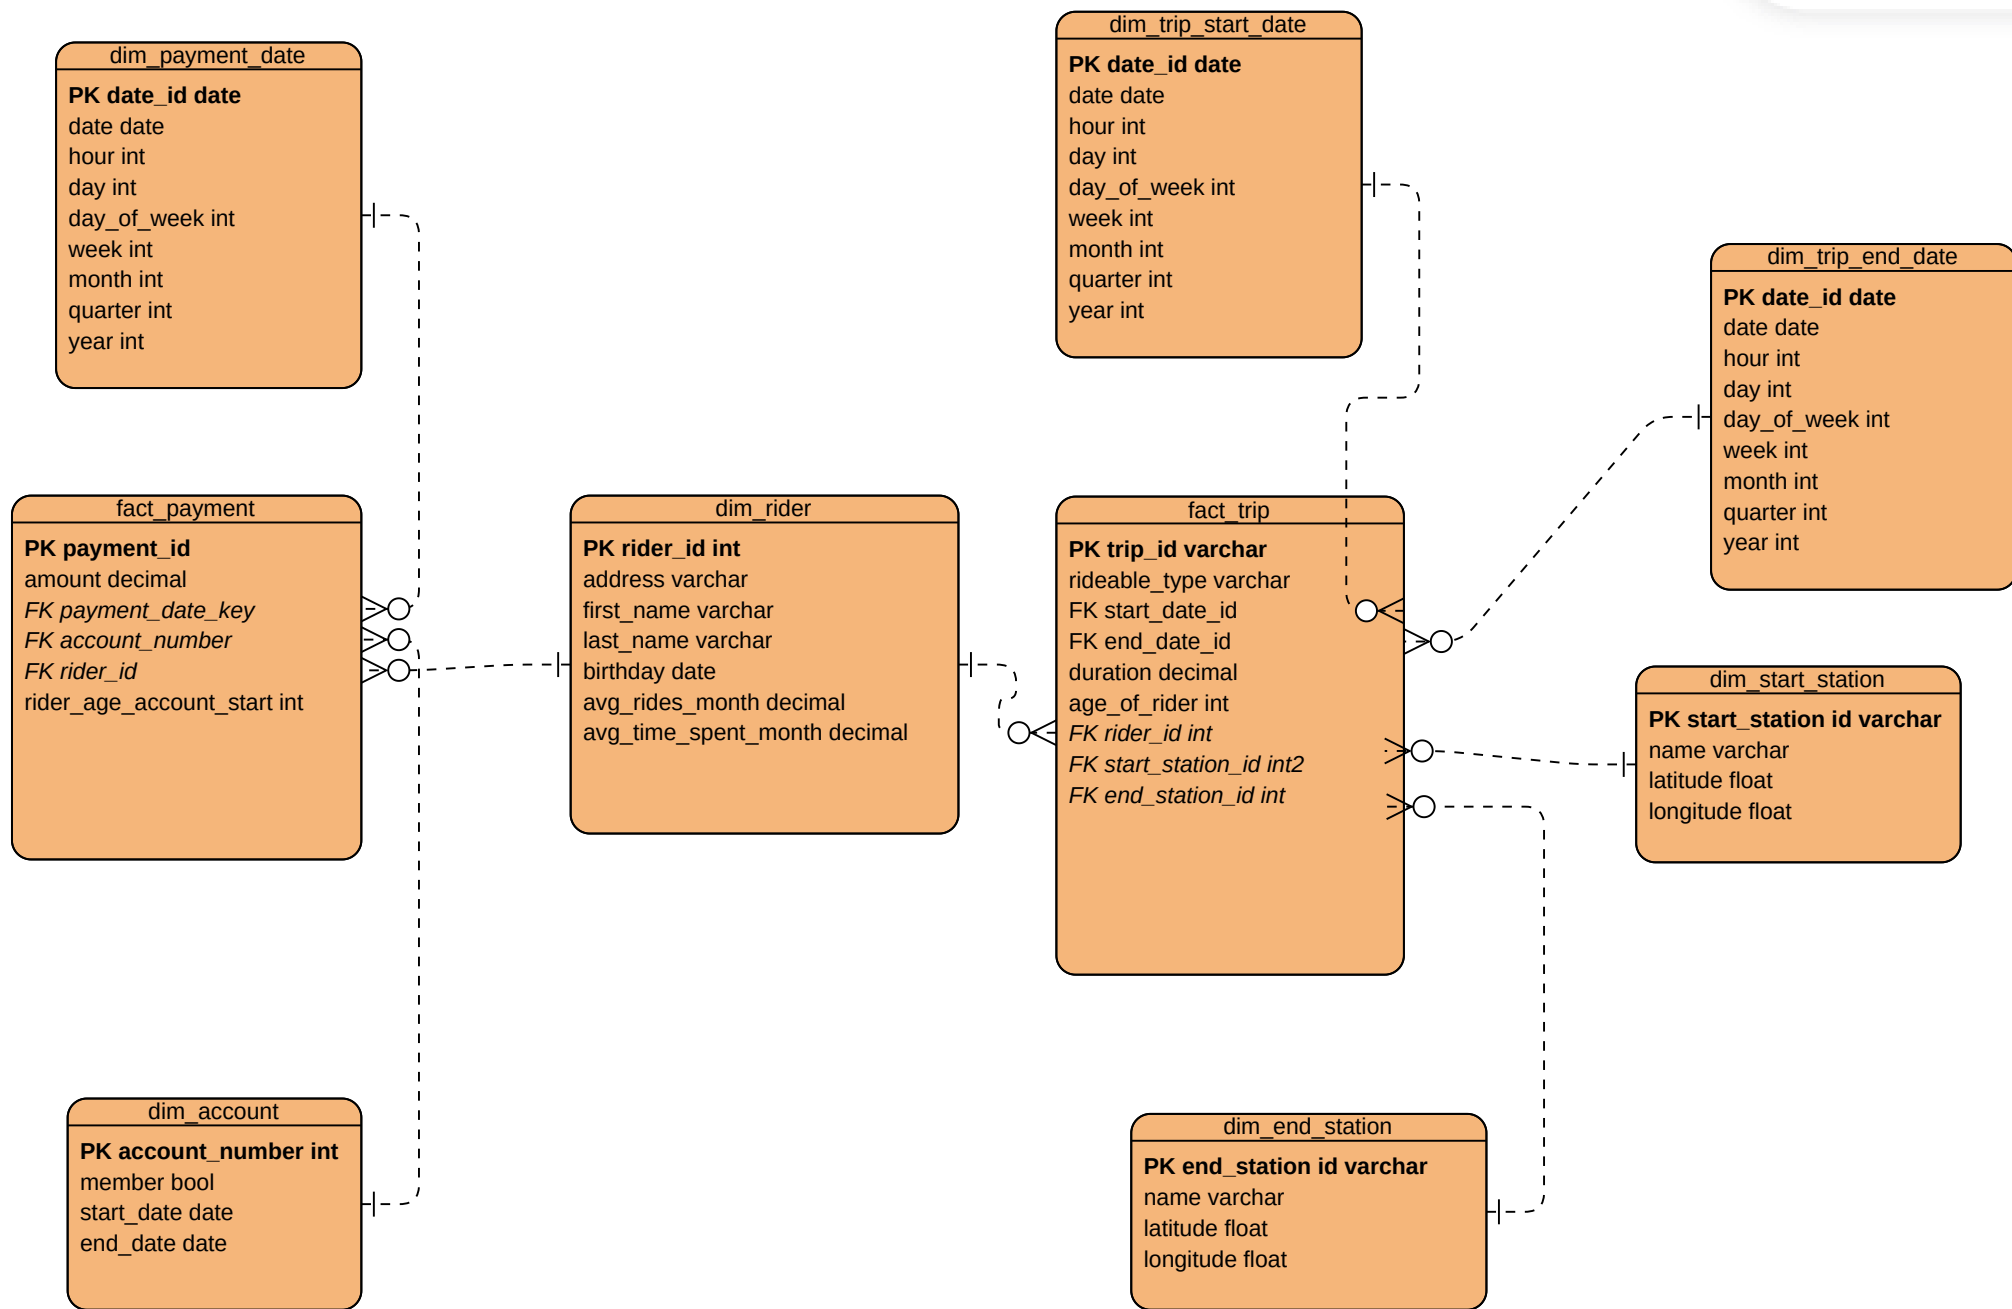 dim_payment_date
PK date_id date
date date
hour int
day int
day_of_week int
week int
month int
quarter int
year int
dim_trip_start_date
PK date_id date
date date
hour int
day int
day_of_week int
week int
month int
quarter int
year int
dim_trip_end_date
PK date_id date
date date
hour int
day int
day_of_week int
week int
month int
quarter int
year int
fact_payment
PK payment_id
amount decimal
FK payment_date_key
FK account_number
FK rider_id
rider_age_account_start int
dim_rider
PK rider_id int
address varchar
first_name varchar
last_name varchar
birthday date
avg_rides_month decimal
avg_time_spent_month decimal
fact_trip
PK trip_id varchar
rideable_type varchar
FK start_date_id
FK end_date_id
duration decimal
age_of_rider int
FK rider_id int
FK start_station_id int2
FK end_station_id int
dim_start_station
PK start_station id varchar
name varchar
latitude float
longitude float
dim_account
PK account_number int
member bool
start_date date
end_date date
dim_end_station
PK end_station id varchar
name varchar
latitude float
longitude float